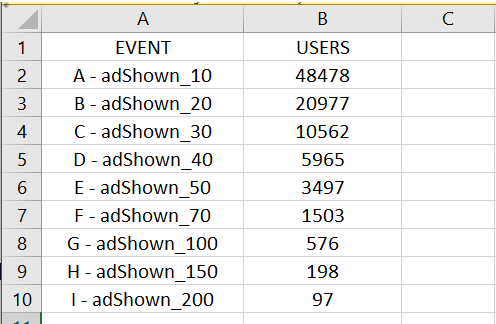 A B C
1 EVENT USERS
2 A - adShown_10 48478
3 B - adShown_20 20977
4 C - adShown_30 10562
5 D - adShown_40 5965
6 E - adShown_50 3497
7 F - adShown_70 1503
8 G - adShown_100 576
9 H - adShown_150 198
10 I - adShown_200 97